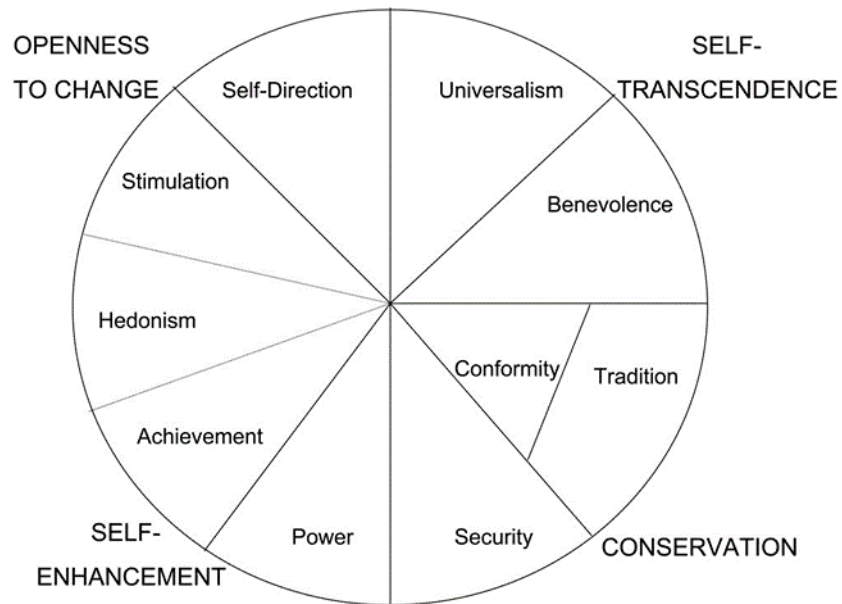 OPENNESS
TO CHANGE
SELF-
TRANSCENDENCE
Self-Direction
Universalism
Stimulation
Benevolence
Hedonism
Conformity
Tradition
Achievement
Power
Security
SELF-
ENHANCEMENT
CONSERVATION